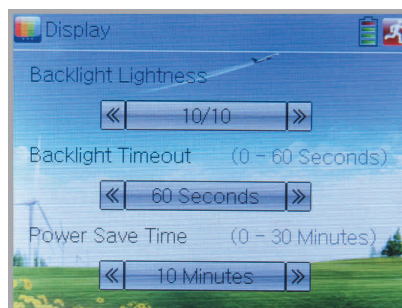 Display
Backlight Lightness
« 10/10 »
Backlight Timeout (0 - 60 Seconds)
« 60 Seconds »
Power Save Time (0 - 30 Minutes)
« 10 Minutes »